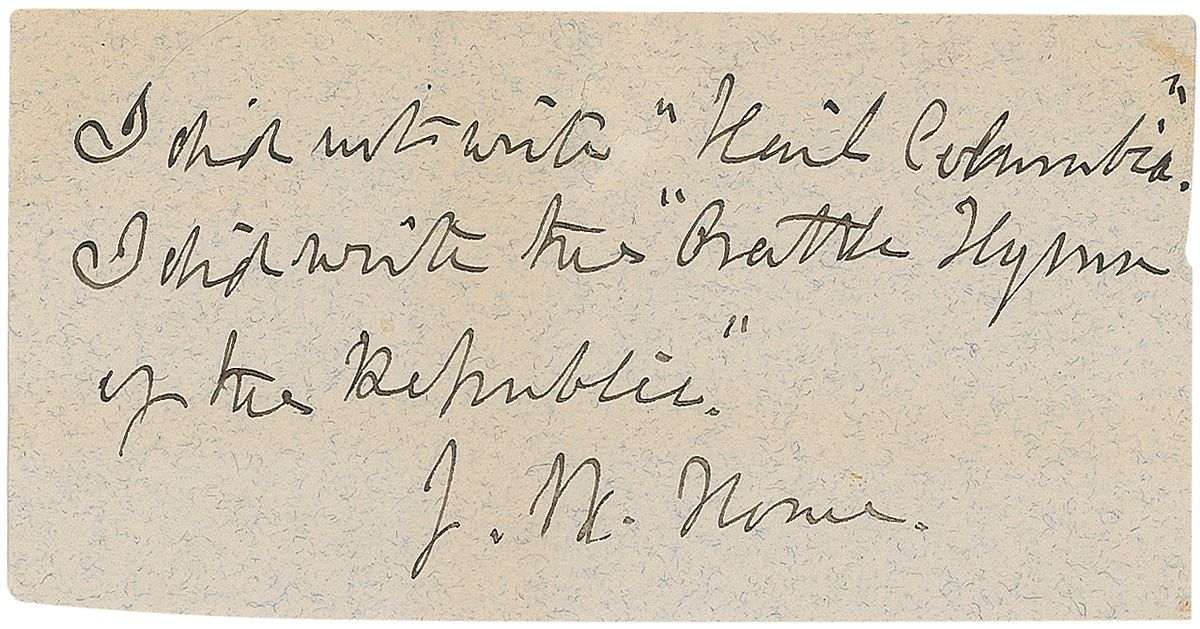 I did not write "Hail Columbia".
I did write the "Battle Hymn
of the Republic."
J. W. Howe.